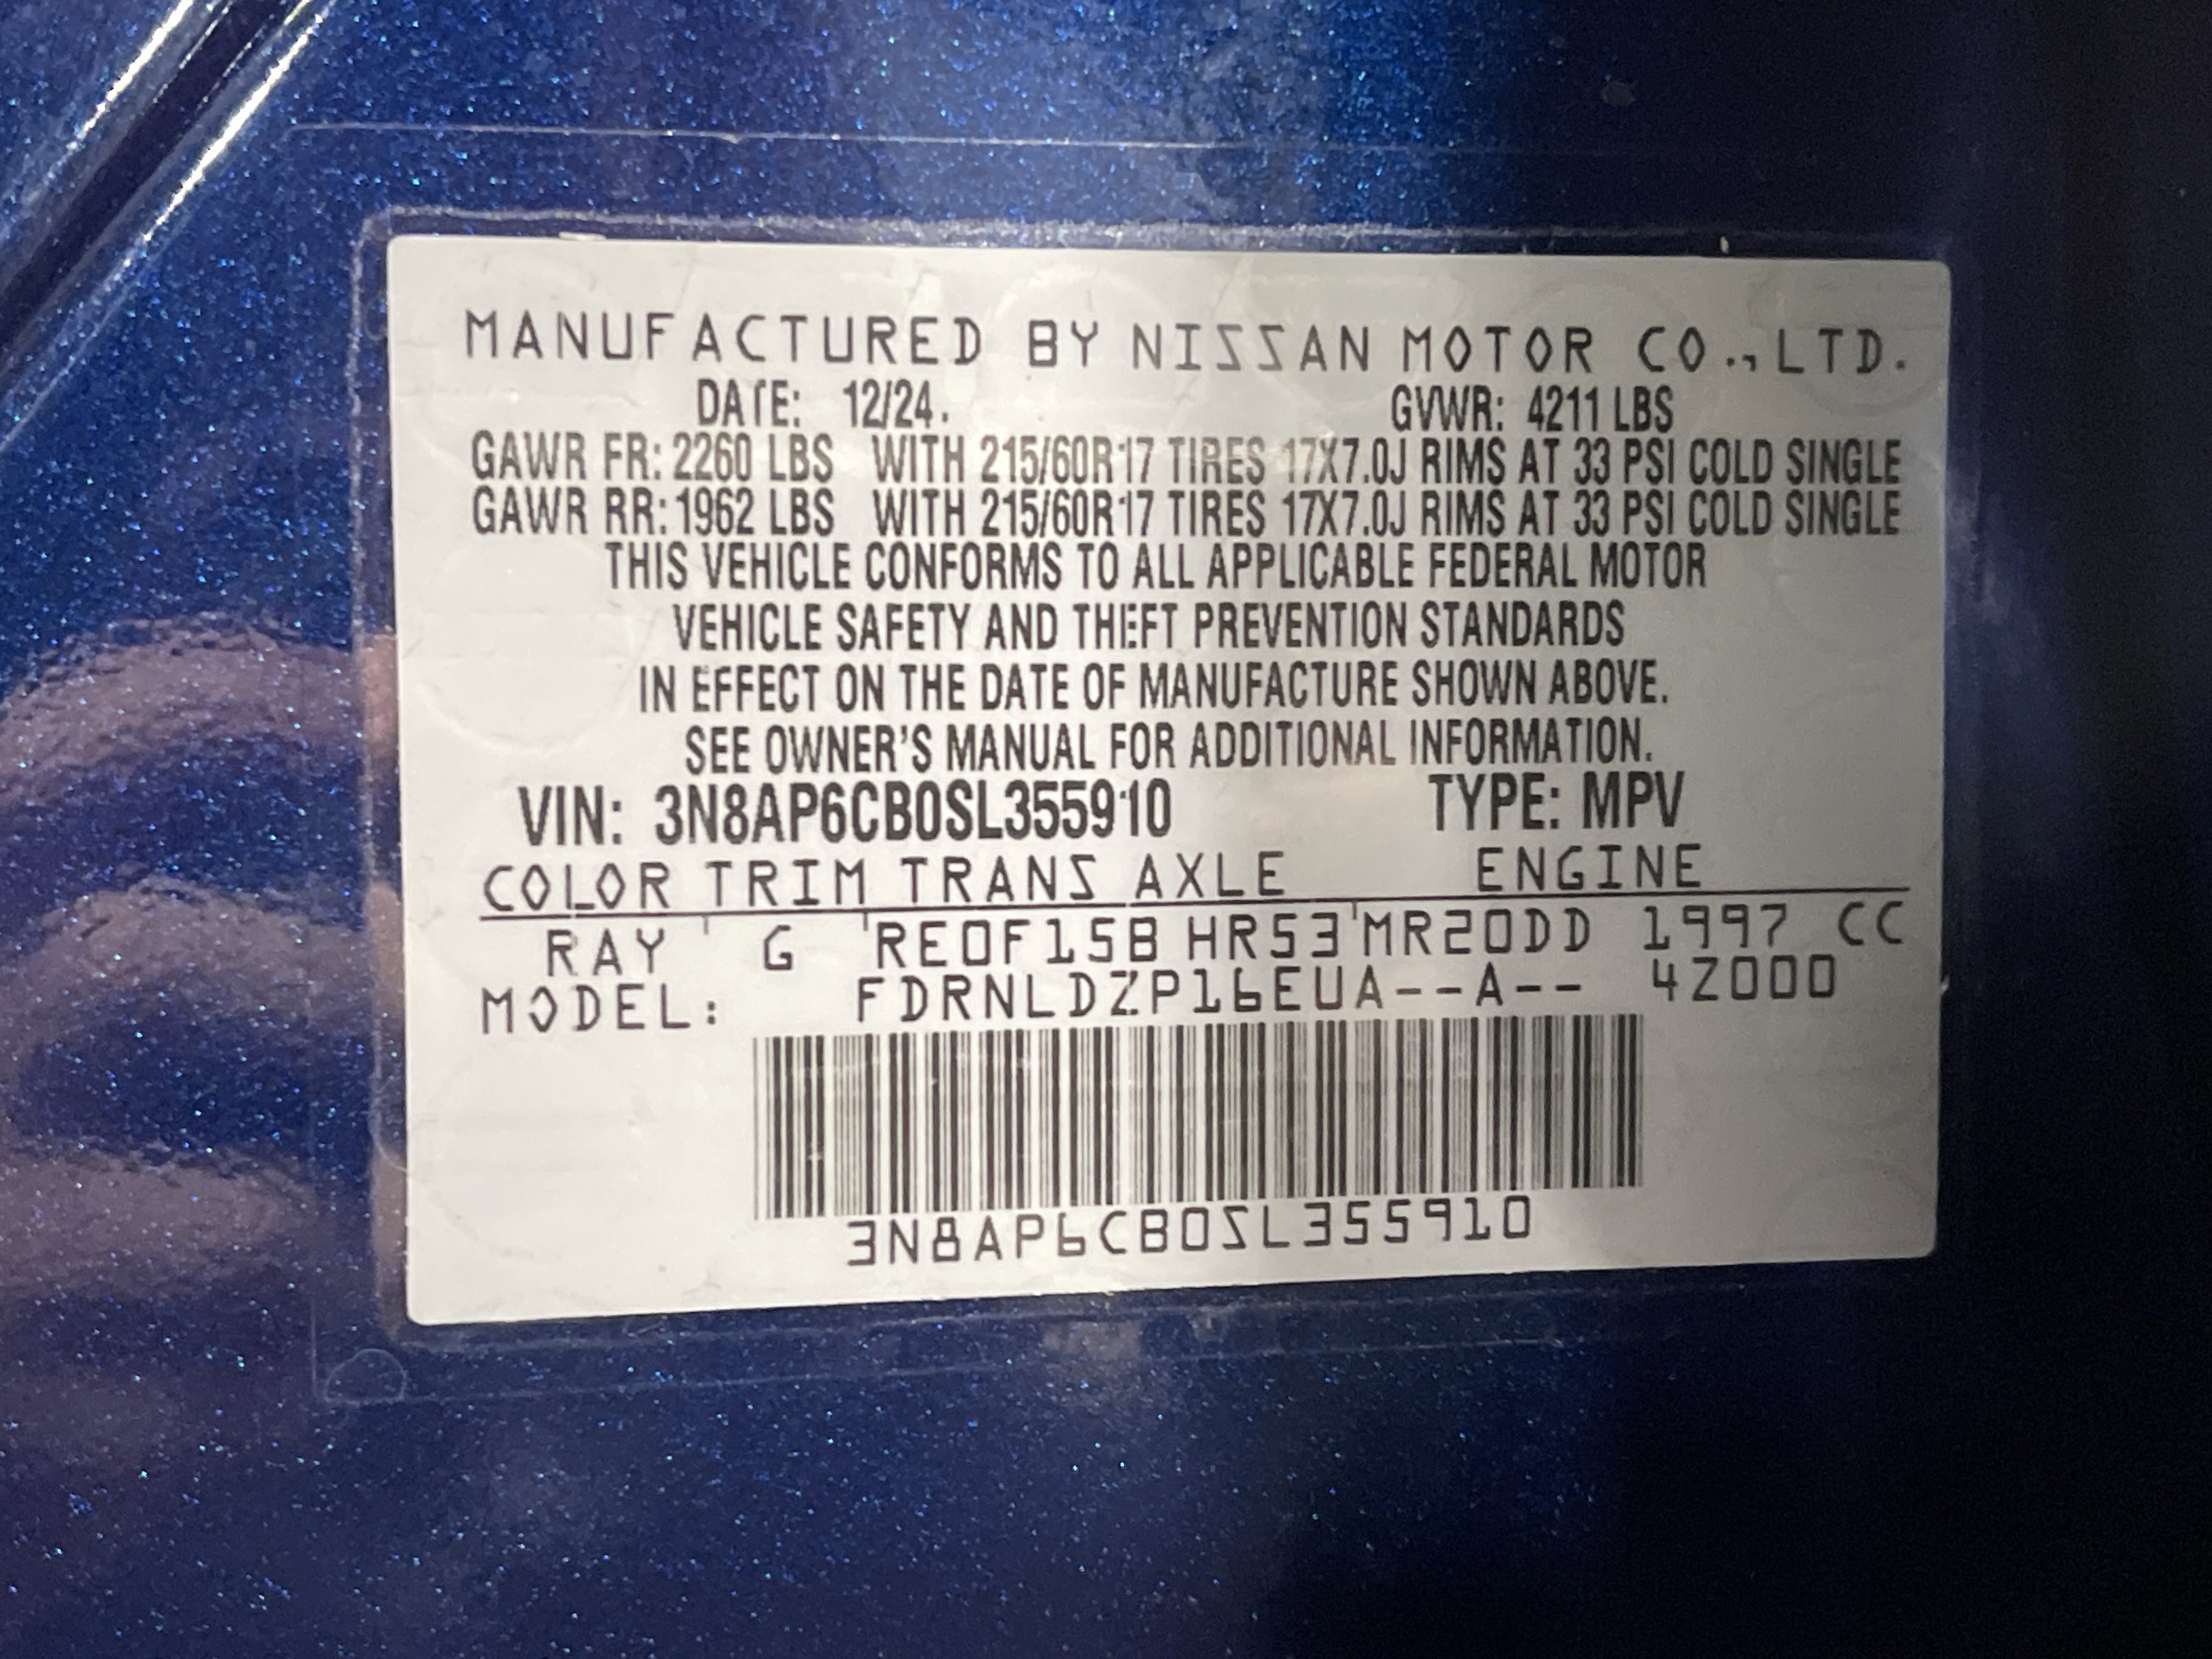 MANUFACTURED BY NISSAN MOTOR CO.,LTD.
DATE: 12/24. GVWR: 4211 LBS
GAWR FR: 2260 LBS WITH 215/60R17 TIRES 17X7.0J RIMS AT 33 PSI COLD SINGLE
GAWR RR: 1962 LBS WITH 215/60R17 TIRES 17X7.0J RIMS AT 33 PSI COLD SINGLE
THIS VEHICLE CONFORMS TO ALL APPLICABLE FEDERAL MOTOR
VEHICLE SAFETY AND THEFT PREVENTION STANDARDS
IN EFFECT ON THE DATE OF MANUFACTURE SHOWN ABOVE.
SEE OWNER'S MANUAL FOR ADDITIONAL INFORMATION.
VIN: 3N8AP6CB0SL355910 TYPE: MPV
COLOR TRIM TRANS AXLE ENGINE
RAY G RE0F15B HR53 MR20DD 1997 CC
MODEL: FDRNLDZP16EUA--A-- 4Z000
3N8AP6CB0SL355910